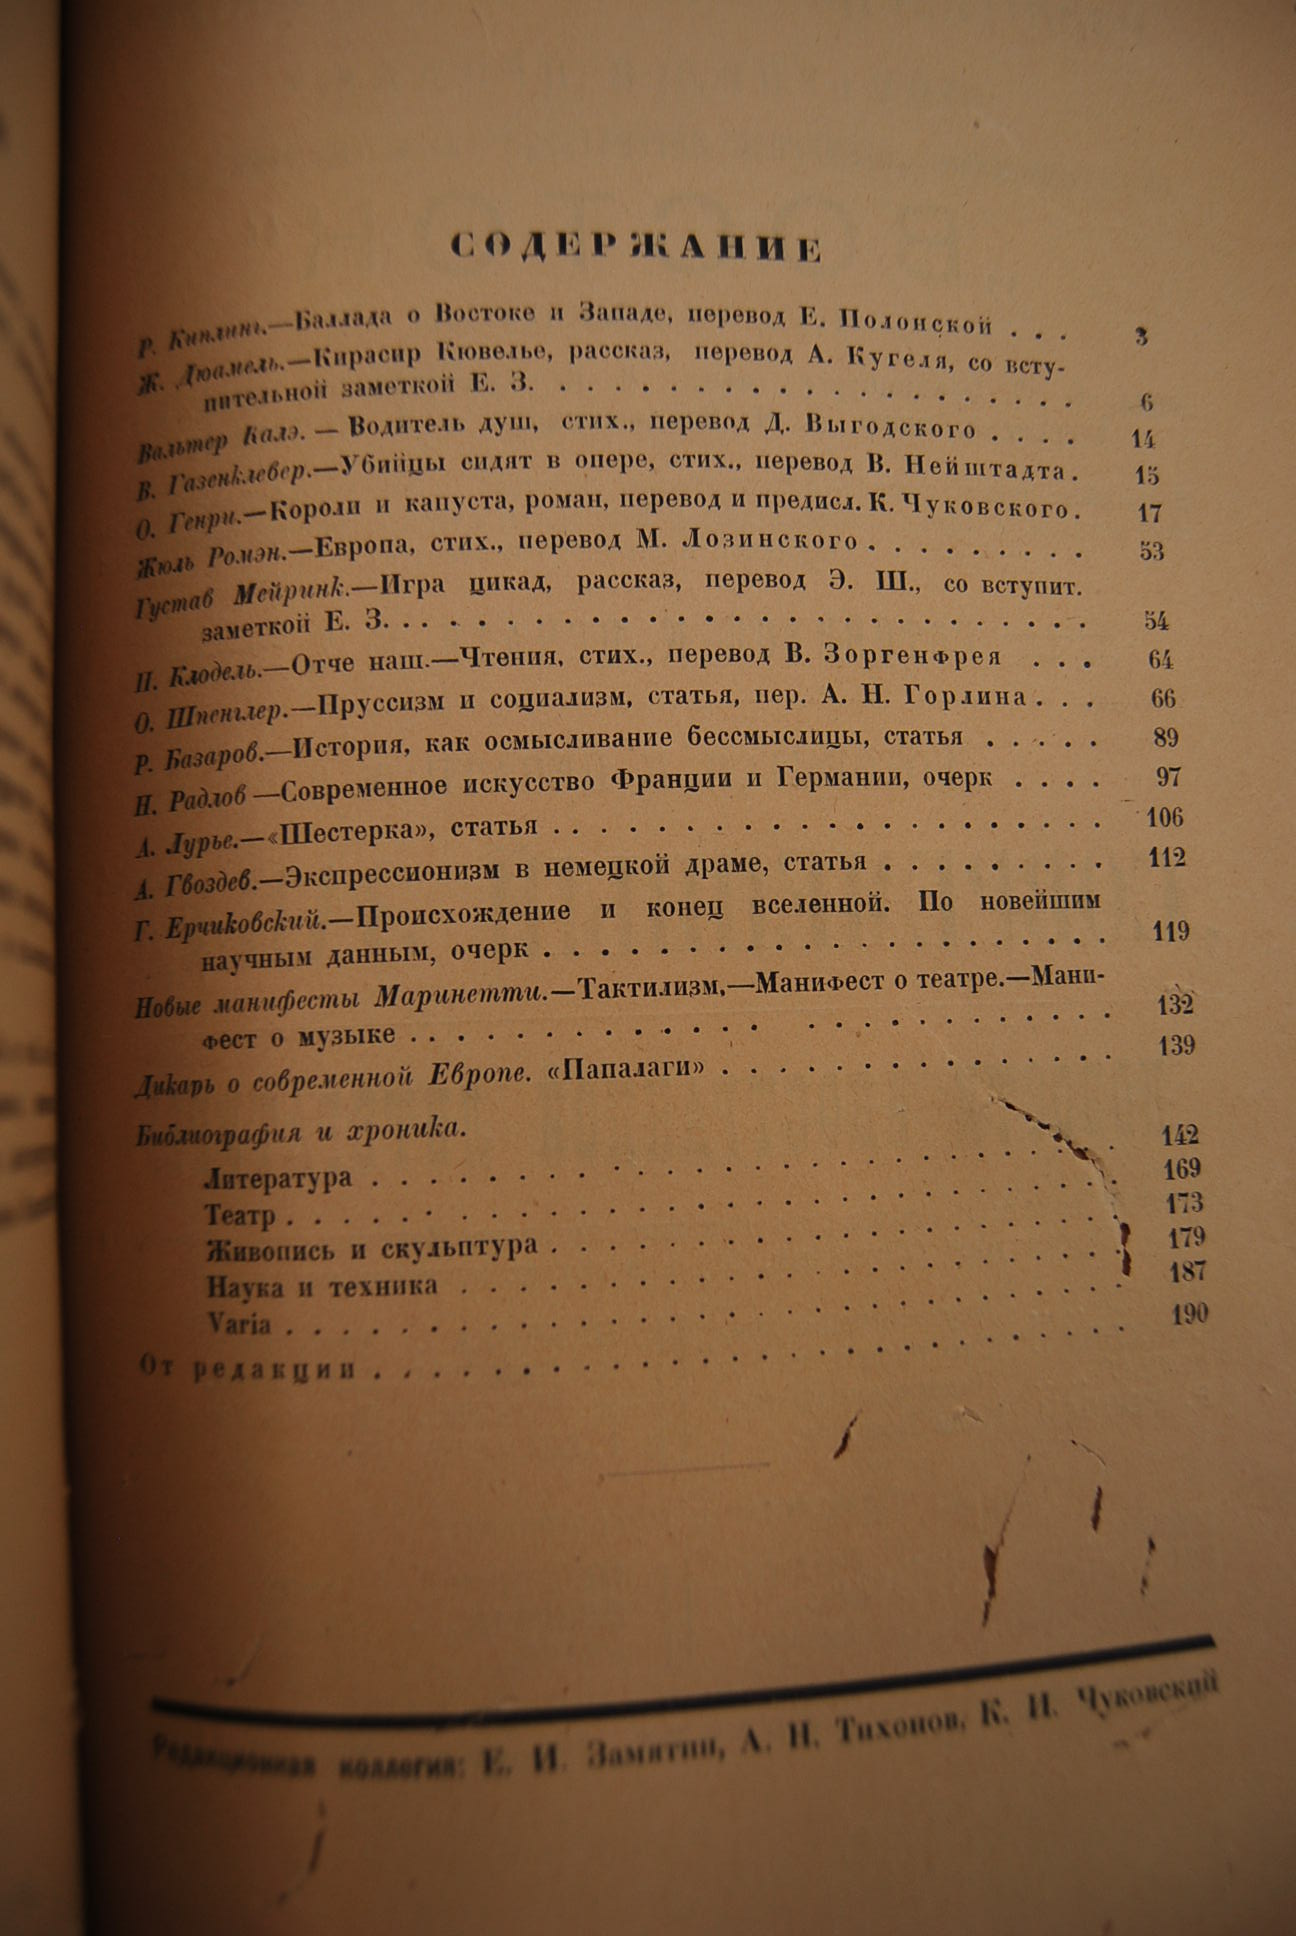 СОДЕРЖАНИЕ
Р. Киплинг.—Баллада о Востоке и Западе, перевод Е. Полонской . . . 3
Ж. Дюамель.—Кирасир Кювелье, рассказ, перевод А. Кугеля, со всту-
пительной заметкой Е. З. . . . . . . . . . . . . . . . . . . . 6
Вальтер Калэ. — Водитель душ, стих., перевод Д. Выгодского . . . . 14
В. Газенклевер.—Убийцы сидят в опере, стих., перевод В. Нейштадта. 15
О. Генри.—Короли и капуста, роман, перевод и предисл. К. Чуковского. 17
Жюль Ромэн.—Европа, стих., перевод М. Лозинского . . . . . . . . . 53
Густав Мейринк.—Игра цикад, рассказ, перевод Э. Ш., со вступит.
заметкой Е. З. . . . . . . . . . . . . . . . . . . . . . . . . 54
П. Клодель.—Отче наш.—Чтения, стих., перевод В. Зоргенфрея . . . 64
О. Шпенглер.—Пруссизм и социализм, статья, пер. А. Н. Горлина . . . 66
Р. Базаров.—История, как осмысливание бессмыслицы, статья . . . . . 89
Н. Радлов —Современное искусство Франции и Германии, очерк . . . . 97
А. Лурье.—«Шестерка», статья . . . . . . . . . . . . . . . . . . . 106
А. Гвоздев.—Экспрессионизм в немецкой драме, статья . . . . . . . . . 112
Г. Ерчиковский.—Происхождение и конец вселенной. По новейшим
научным данным, очерк . . . . . . . . . . . . . . . . . . . . 119
Новые манифесты Маринетти.—Тактилизм,—Манифест о театре.—Мани-
фест о музыке . . . . . . . . . . . . . . . . . . . . . . . . 132
Дикарь о современной Европе. «Папалаги» . . . . . . . . . . . . . . 139
Библиография и хроника.
Литература . . . . . . . . . . . . . . . . . . . . . . . . . . 142
Театр . . . . . . . . . . . . . . . . . . . . . . . . . . . . . 169
Живопись и скульптура . . . . . . . . . . . . . . . . . . . . 173
Наука и техника . . . . . . . . . . . . . . . . . . . . . . . 179
Varia . . . . . . . . . . . . . . . . . . . . . . . . . . . . . 187
От редакции . . . . . . . . . . . . . . . . . . . . . . . . . . 190
Редакционная коллегия: Е. И. Замятин, А. Н. Тихонов, К. И. Чуковский